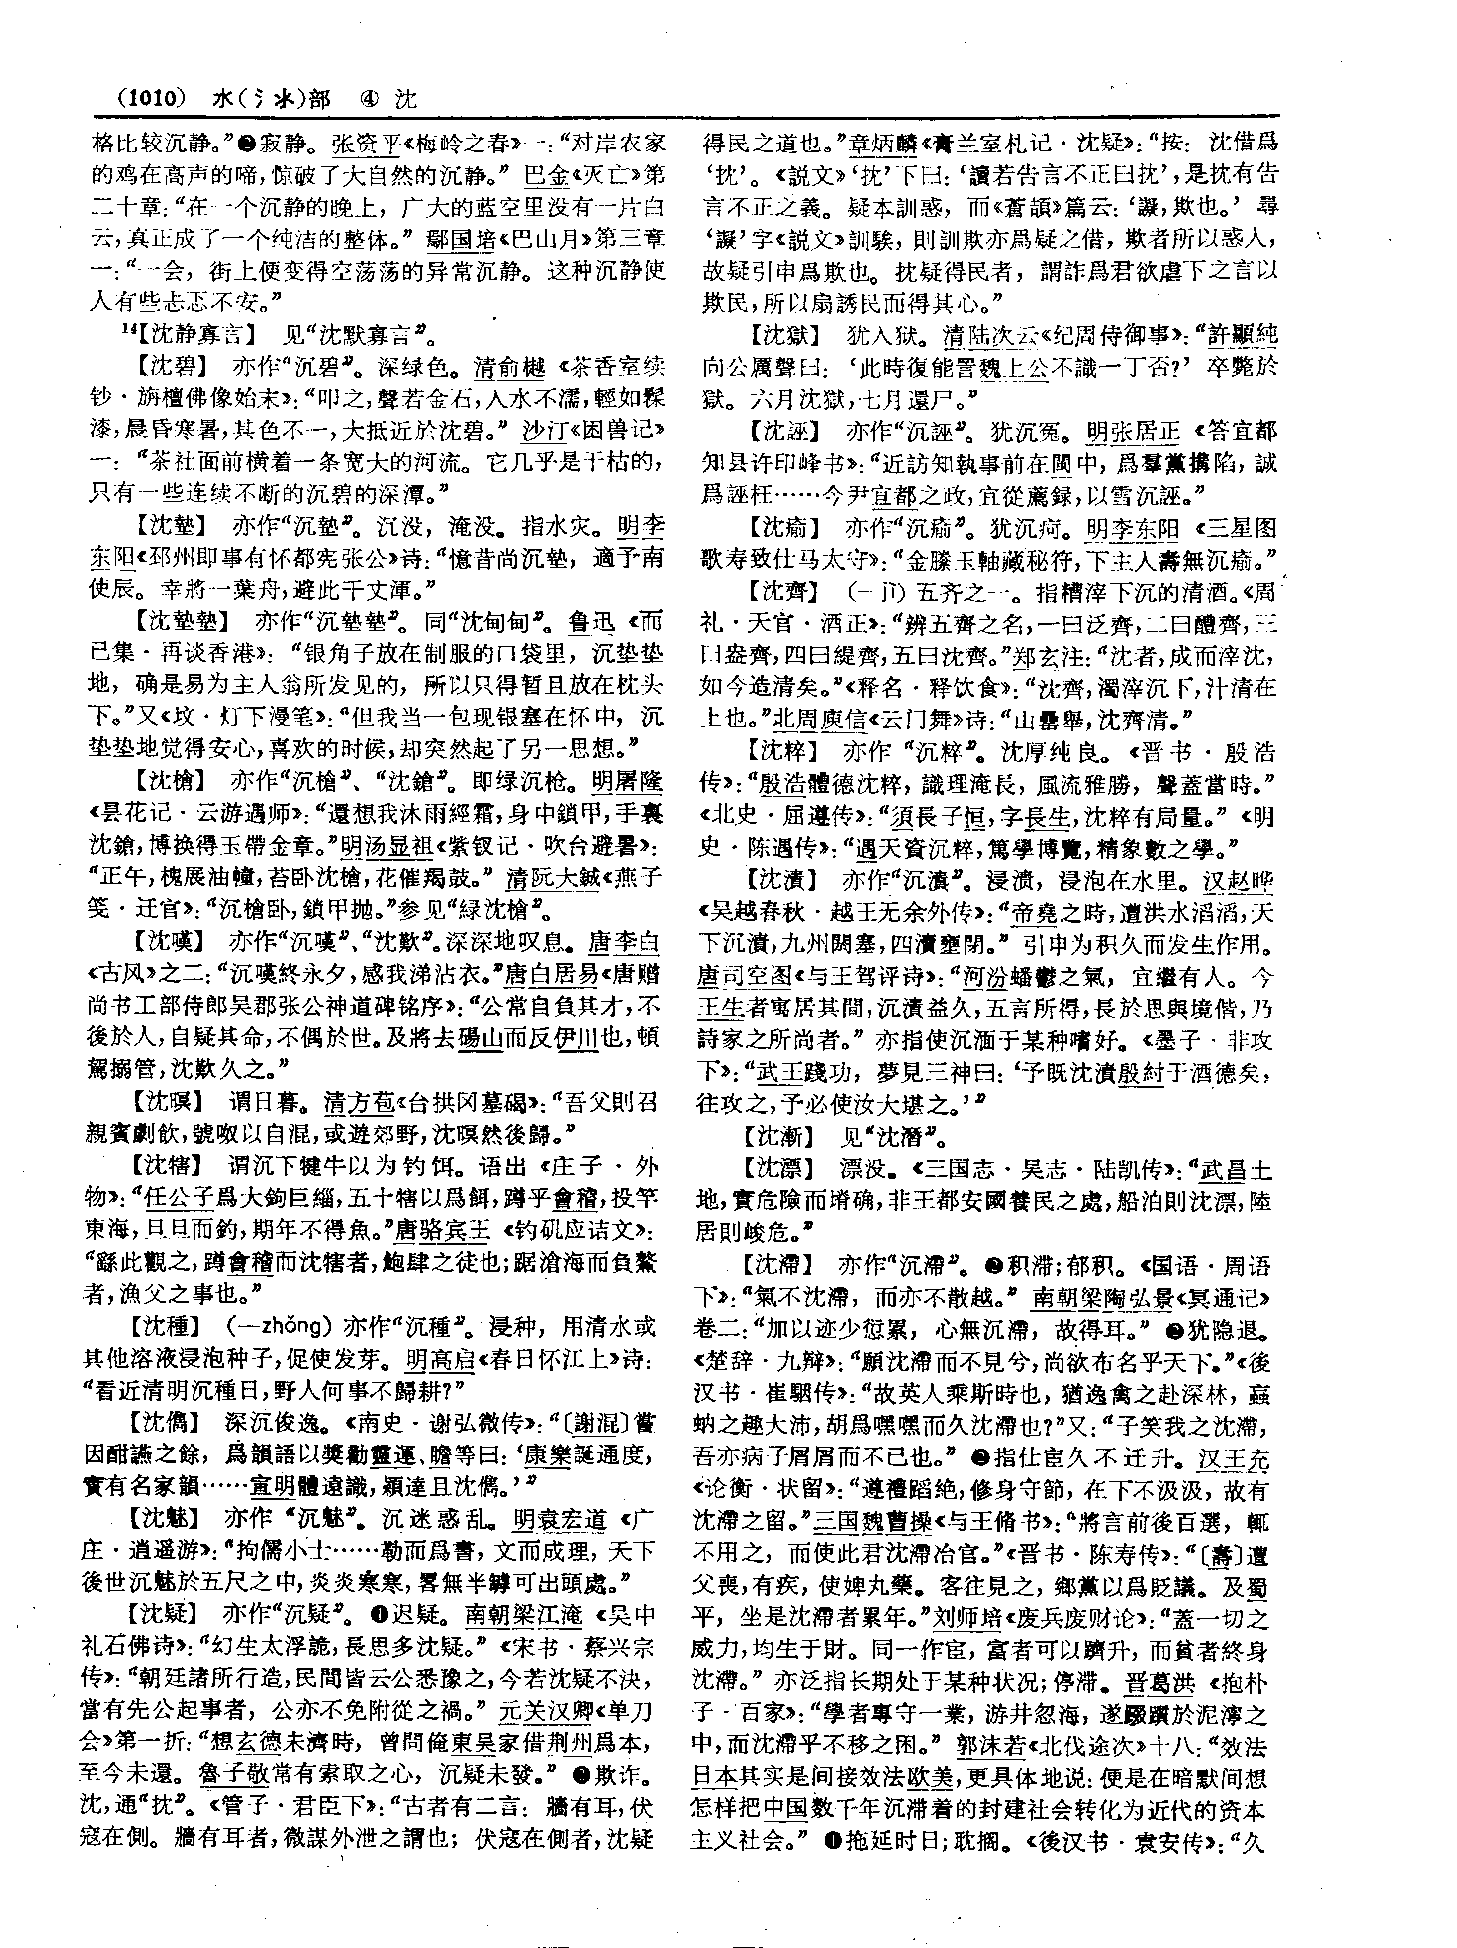 (1010) 水(氵氺)部 ④ 沈
格比较沉静。”❷寂静。张资平《梅岭之春》一:“对岸农家
的鸡在高声的啼,惊破了大自然的沉静。” 巴金《灭亡》第
二十章:“在一个沉静的晚上, 广大的蓝空里没有一片白
云,真正成了一个纯洁的整体。” 鄢国培《巴山月》第三章
一:“一会, 街上便变得空荡荡的异常沉静。 这种沉静使
人有些忐忑不安。”
14【沈静寡言】 见“沈默寡言”。
【沈碧】 亦作“沉碧”。深绿色。清俞樾《茶香室续
钞·旃檀佛像始末》:“叩之,聲若金石,入水不濡,輕如髹
漆,晨昏寒暑,其色不一,大抵近於沈碧。” 沙汀《困兽记》
一: “茶社面前横着一条宽大的河流。它几乎是干枯的,
只有一些连续不断的沉碧的深潭。”
【沈墊】 亦作“沉墊”。沉没, 淹没。指水灾。明李
东阳《邳州即事有怀都宪张公》诗:“憶昔尚沉墊, 適予南
使辰。幸將一葉舟,避此千丈潭。”
【沈墊墊】 亦作“沉墊墊”。同“沈甸甸”。鲁迅《而
已集·再谈香港》: “银角子放在制服的口袋里, 沉垫垫
地, 确是易为主人翁所发见的, 所以只得暂且放在枕头
下。”又《坟·灯下漫笔》:“但我当一包现银塞在怀中, 沉
垫垫地觉得安心,喜欢的时候,却突然起了另一思想。”
【沈槍】 亦作“沉槍”、“沈鎗”。即绿沉枪。明屠隆
《昙花记·云游遇师》:“還想我沐雨經霜,身中鎖甲,手裏
沈鎗,博换得玉帶金章。”明汤显祖《紫钗记·吹台避暑》:
“正午,槐展油幢,苔卧沈槍,花催羯鼓。” 清阮大铖《燕子
笺·迁官》:“沉槍卧,鎖甲抛。”参见“緑沈槍”。
【沈嘆】 亦作“沉嘆”、“沈歎”。深深地叹息。唐李白
《古风》之二:“沉嘆終永夕,感我涕沾衣。”唐白居易《唐赠
尚书工部侍郎吴郡张公神道碑铭序》:“公常自負其才,不
後於人,自疑其命,不偶於世。及將去碭山而反伊川也,頓
駕搦管,沈歎久之。”
【沈暝】 谓日暮。清方苞《台拱冈墓碣》:“吾父則召
親賓劇飲,號呶以自混,或遊郊野,沈暝然後歸。”
【沈犗】 谓沉下犍牛以为钓饵。语出《庄子·外
物》:“任公子爲大鉤巨緇,五十犗以爲餌,蹲乎會稽,投竿
東海,旦旦而釣,期年不得魚。”唐骆宾王《钓矶应诘文》:
“繇此觀之,蹲會稽而沈犗者,鮑肆之徒也;踞滄海而負鰲
者,漁父之事也。”
【沈種】 (—zhǒng) 亦作“沉種”。浸种, 用清水或
其他溶液浸泡种子,促使发芽。明高启《春日怀江上》诗:
“看近清明沉種日,野人何事不歸耕?”
【沈儁】 深沉俊逸。《南史·谢弘微传》:“〔謝混〕嘗
因酣讌之餘, 爲韻語以獎勸靈運、瞻等曰:‘康樂誕通度,
實有名家韻……宣明體遠識,穎達且沈儁。’”
【沈魅】 亦作“沉魅”。沉迷惑乱。明袁宏道《广
庄·逍遥游》:“拘儒小士……勒而爲書,文而成理, 天下
後世沉魅於五尺之中,炎炎寒寒,畧無半罅可出頭處。”
【沈疑】 亦作“沉疑”。❶迟疑。南朝梁江淹《吴中
礼石佛诗》:“幻生太浮詭,長思多沈疑。” 《宋书·蔡兴宗
传》:“朝廷諸所行造,民間皆云公悉豫之,今若沈疑不決,
當有先公起事者, 公亦不免附從之禍。” 元关汉卿《单刀
会》第一折:“想玄德未濟時, 曾問俺東吴家借荆州爲本,
至今未還。魯子敬常有索取之心, 沉疑未發。” ❷欺诈。
沈,通“抌”。《管子·君臣下》:“古者有二言: 牆有耳,伏
寇在側。牆有耳者,微謀外泄之謂也; 伏寇在側者,沈疑
得民之道也。”章炳麟《膏兰室札记·沈疑》:“按: 沈借爲
‘抌’。《説文》‘抌’下曰:‘讀若告言不正曰抌’,是抌有告
言不正之義。 疑本訓惑, 而《蒼頡》篇云:‘譺,欺也。’ 尋
‘譺’字《説文》訓騃, 則訓欺亦爲疑之借, 欺者所以惑人,
故疑引申爲欺也。抌疑得民者, 謂詐爲君欲虐下之言以
欺民,所以扇誘民而得其心。”
【沈獄】 犹入狱。清陆次云《纪周侍御事》:“許顯純
向公厲聲曰: ‘此時復能詈魏上公不識一丁否?’ 卒斃於
獄。六月沈獄,七月還尸。”
【沈誣】 亦作“沉誣”。犹沉冤。明张居正《答宜都
知县许印峰书》:“近訪知執事前在閩中, 爲羣黨搆陷, 誠
爲誣枉……今尹宜都之政,宜從薦録,以雪沉誣。”
【沈痼】 亦作“沉痼”。犹沉疴。明李东阳《三星图
歌寿致仕马太守》:“金縢玉軸藏秘符,下主人壽無沉痼。”
【沈齊】 (—jì) 五齐之一。指糟滓下沉的清酒。《周
礼·天官·酒正》:“辨五齊之名,一曰泛齊,二曰醴齊,三
曰盎齊,四曰緹齊,五曰沈齊。”郑玄注:“沈者,成而滓沈,
如今造清矣。”《释名·释饮食》:“沈齊,濁滓沉下,汁清在
上也。”北周庾信《云门舞》诗:“山罍舉,沈齊清。”
【沈粹】 亦作 “沉粹”。沈厚纯良。《晋书·殷浩
传》:“殷浩體德沈粹, 識理淹長, 風流雅勝, 聲蓋當時。”
《北史·屈遵传》:“須長子恒,字長生,沈粹有局量。” 《明
史·陈遇传》:“遇天資沉粹,篤學博覽,精象數之學。”
【沈漬】 亦作“沉漬”。浸渍, 浸泡在水里。汉赵晔
《吴越春秋·越王无余外传》:“帝堯之時,遭洪水滔滔,天
下沉漬,九州閼塞,四瀆壅閉。” 引申为积久而发生作用。
唐司空图《与王驾评诗》:“河汾蟠鬱之氣, 宜繼有人。今
王生者寓居其間,沉漬益久,五言所得,長於思與境偕,乃
詩家之所尚者。” 亦指使沉湎于某种嗜好。《墨子·非攻
下》:“武王踐功, 夢見三神曰:‘予既沈漬殷紂于酒德矣,
往攻之,予必使汝大堪之。’”
【沈漸】 见“沈潛”。
【沈漂】 漂没。《三国志·吴志·陆凯传》:“武昌土
地,實危險而塉确,非王都安國養民之處,船泊則沈漂,陸
居則峻危。”
【沈滯】 亦作“沉滯”。❶积滞;郁积。《国语·周语
下》:“氣不沈滯, 而亦不散越。” 南朝梁陶弘景《冥通记》
卷二:“加以迹少愆累, 心無沉滯, 故得耳。” ❷犹隐退。
《楚辞·九辩》:“願沈滯而不見兮,尚欲布名乎天下。”《後
汉书·崔駰传》:“故英人乘斯時也, 猶逸禽之赴深林, 蝱
蚋之趣大沛,胡爲嘿嘿而久沈滯也?”又:“子笑我之沈滯,
吾亦病子屑屑而不已也。” ❸指仕宦久不迁升。汉王充
《论衡·状留》:“遵禮蹈绝,修身守節, 在下不汲汲, 故有
沈滯之留。”三国魏曹操《与王脩书》:“將言前後百選, 輒
不用之, 而使此君沈滯冶官。”《晋书·陈寿传》:“〔壽〕遭
父喪,有疾, 使婢丸藥。客往見之, 鄉黨以爲貶議。及蜀
平, 坐是沈滯者累年。”刘师培《废兵废财论》:“蓋一切之
威力,均生于財。同一作宦, 富者可以躋升, 而貧者終身
沈滯。” 亦泛指长期处于某种状况;停滞。晋葛洪《抱朴
子·百家》:“學者專守一業, 游井忽海, 遂蹶躓於泥濘之
中,而沈滯乎不移之困。” 郭沫若《北伐途次》十八:“效法
日本其实是间接效法欧美,更具体地说:便是在暗默间想
怎样把中国数千年沉滞着的封建社会转化为近代的资本
主义社会。” ❹拖延时日;耽搁。《後汉书·袁安传》:“久